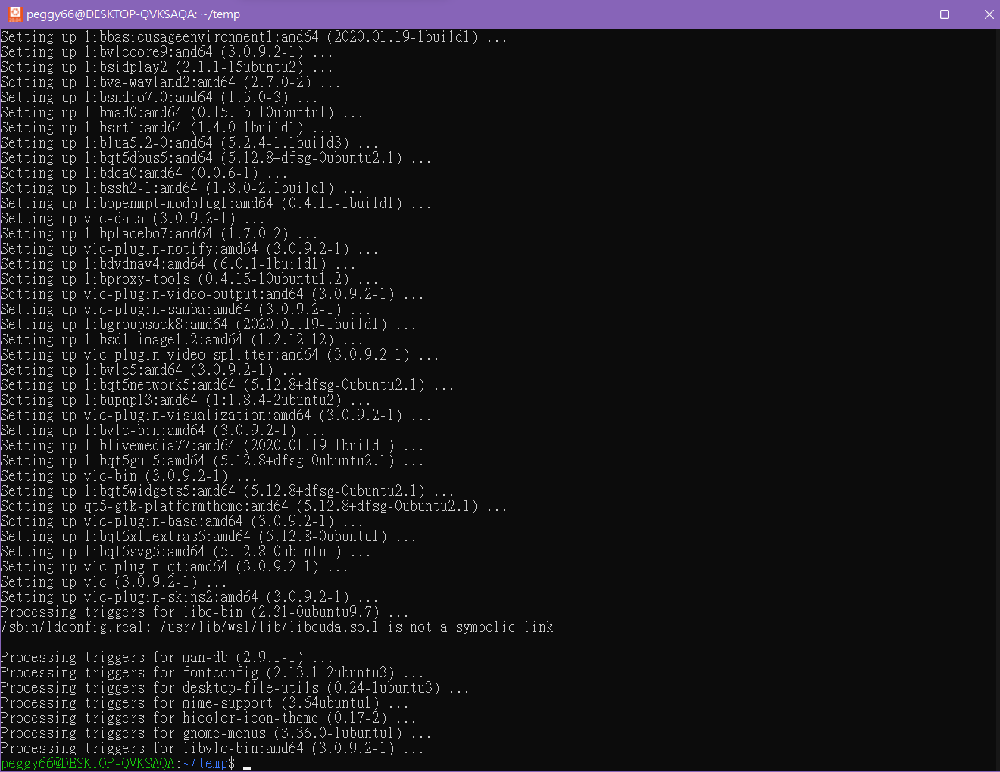 peggy66@DESKTOP-QVKSAQA: ~/temp
Setting up libbasicusageenvironment1:amd64 (2020.01.19-1build1) ...
Setting up libvlccore9:amd64 (3.0.9.2-1) ...
Setting up libsidplay2 (2.1.1-15ubuntu2) ...
Setting up libva-wayland2:amd64 (2.7.0-2) ...
Setting up libsndio7.0:amd64 (1.5.0-3) ...
Setting up libmad0:amd64 (0.15.1b-10ubuntu1) ...
Setting up libsrt1:amd64 (1.4.0-1build1) ...
Setting up liblua5.2-0:amd64 (5.2.4-1.1build3) ...
Setting up libqt5dbus5:amd64 (5.12.8+dfsg-0ubuntu2.1) ...
Setting up libdca0:amd64 (0.0.6-1) ...
Setting up libssh2-1:amd64 (1.8.0-2.1build1) ...
Setting up libopenmpt-modplug1:amd64 (0.4.11-1build1) ...
Setting up vlc-data (3.0.9.2-1) ...
Setting up libplacebo7:amd64 (1.7.0-2) ...
Setting up vlc-plugin-notify:amd64 (3.0.9.2-1) ...
Setting up libdvdnav4:amd64 (6.0.1-1build1) ...
Setting up libproxy-tools (0.4.15-10ubuntu1.2) ...
Setting up vlc-plugin-video-output:amd64 (3.0.9.2-1) ...
Setting up vlc-plugin-samba:amd64 (3.0.9.2-1) ...
Setting up libgroupsock8:amd64 (2020.01.19-1build1) ...
Setting up libsdl-image1.2:amd64 (1.2.12-12) ...
Setting up vlc-plugin-video-splitter:amd64 (3.0.9.2-1) ...
Setting up libvlc5:amd64 (3.0.9.2-1) ...
Setting up libqt5network5:amd64 (5.12.8+dfsg-0ubuntu2.1) ...
Setting up libupnp13:amd64 (1:1.8.4-2ubuntu2) ...
Setting up vlc-plugin-visualization:amd64 (3.0.9.2-1) ...
Setting up libvlc-bin:amd64 (3.0.9.2-1) ...
Setting up liblivemedia77:amd64 (2020.01.19-1build1) ...
Setting up libqt5gui5:amd64 (5.12.8+dfsg-0ubuntu2.1) ...
Setting up vlc-bin (3.0.9.2-1) ...
Setting up libqt5widgets5:amd64 (5.12.8+dfsg-0ubuntu2.1) ...
Setting up qt5-gtk-platformtheme:amd64 (5.12.8+dfsg-0ubuntu2.1) ...
Setting up vlc-plugin-base:amd64 (3.0.9.2-1) ...
Setting up libqt5x11extras5:amd64 (5.12.8-0ubuntu1) ...
Setting up libqt5svg5:amd64 (5.12.8-0ubuntu1) ...
Setting up vlc-plugin-qt:amd64 (3.0.9.2-1) ...
Setting up vlc (3.0.9.2-1) ...
Setting up vlc-plugin-skins2:amd64 (3.0.9.2-1) ...
Processing triggers for libc-bin (2.31-0ubuntu9.7) ...
/sbin/ldconfig.real: /usr/lib/wsl/lib/libcuda.so.1 is not a symbolic link
Processing triggers for man-db (2.9.1-1) ...
Processing triggers for fontconfig (2.13.1-2ubuntu3) ...
Processing triggers for desktop-file-utils (0.24-1ubuntu3) ...
Processing triggers for mime-support (3.64ubuntu1) ...
Processing triggers for hicolor-icon-theme (0.17-2) ...
Processing triggers for gnome-menus (3.36.0-1ubuntu1) ...
Processing triggers for libvlc-bin:amd64 (3.0.9.2-1) ...
peggy66@DESKTOP-QVKSAQA:~/temp$